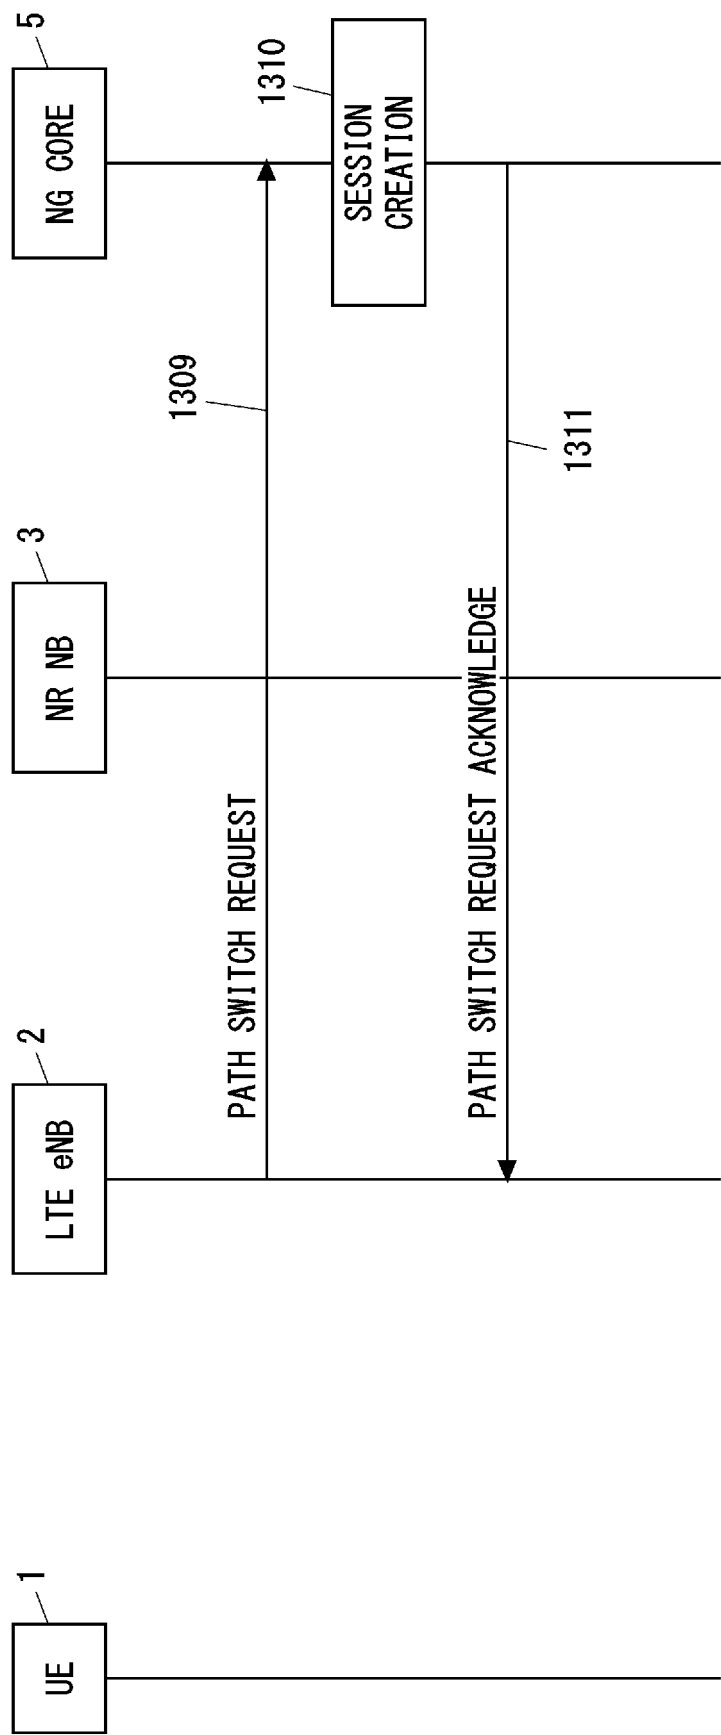 UE
1
LTE eNB
2
NR NB
3
NG CORE
5
PATH SWITCH REQUEST
1309
SESSION
CREATION
1310
PATH SWITCH REQUEST ACKNOWLEDGE
1311